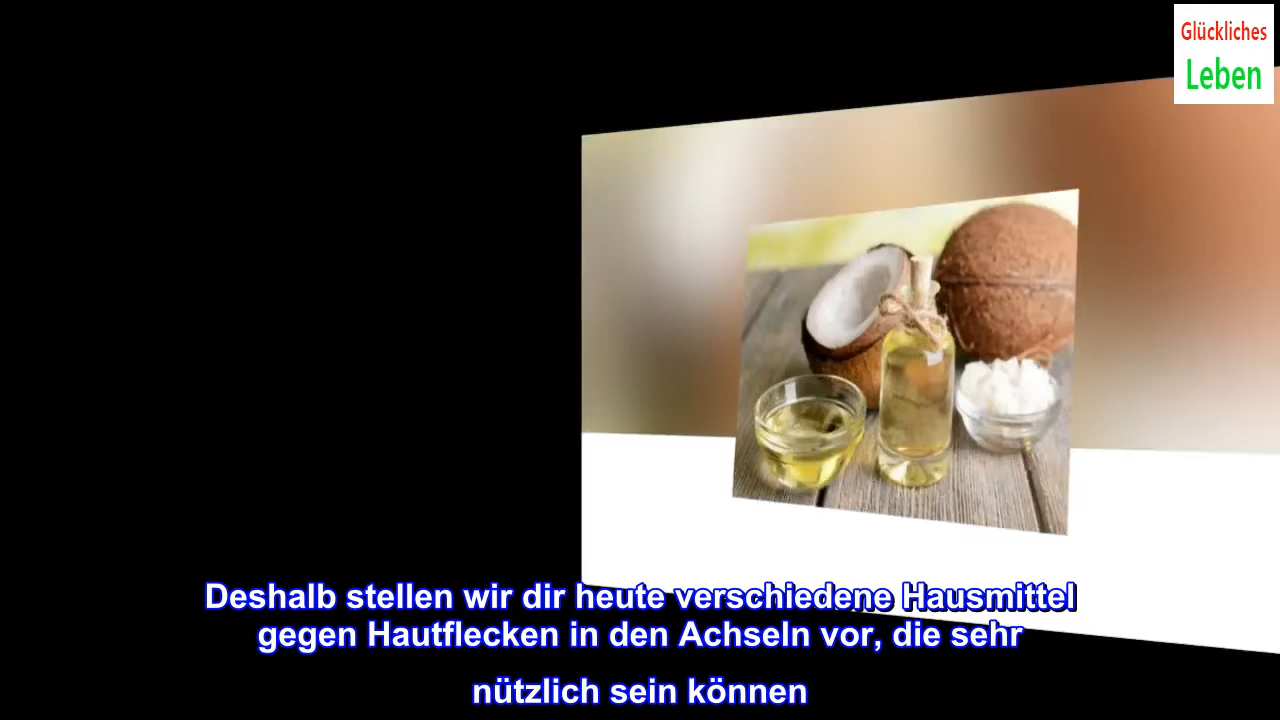 Glückliches
Leben
Deshalb stellen wir dir heute verschiedene Hausmittel
gegen Hautflecken in den Achseln vor, die sehr
nützlich sein können